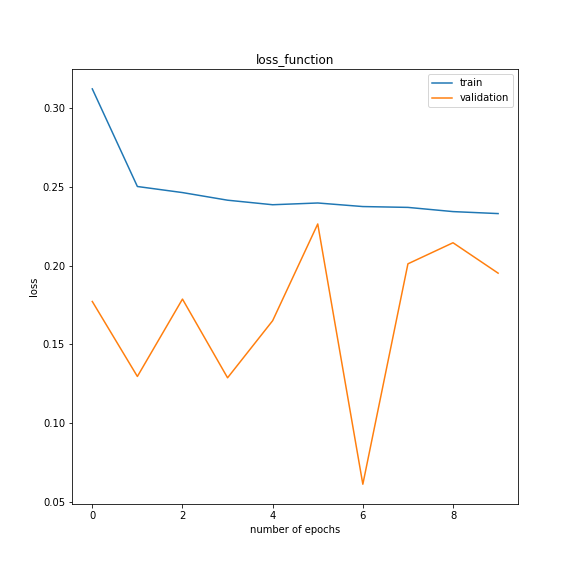 loss_function
train
validation
0.30
0.25
0.20
0.15
0.10
0.05
loss
0 2 4 6 8
number of epochs